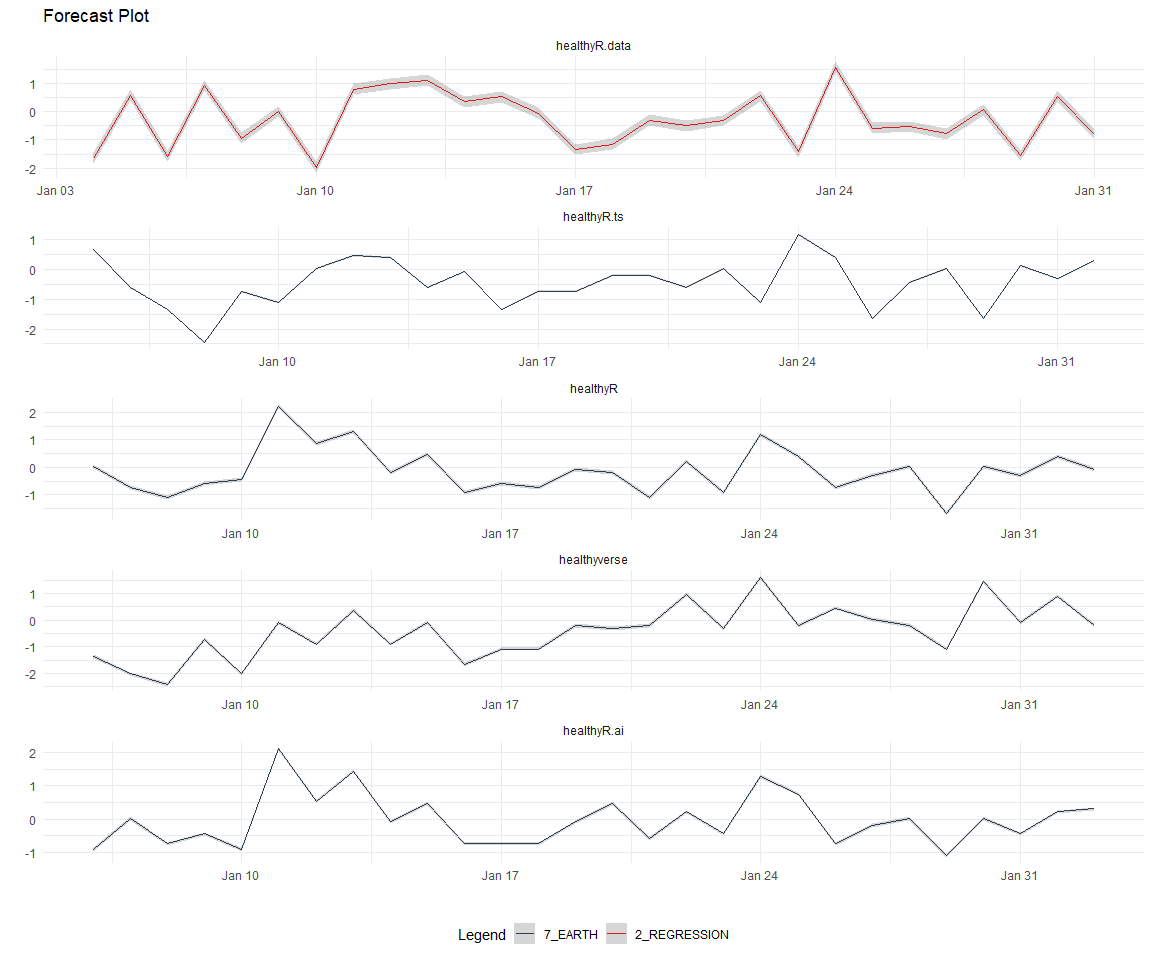 Forecast Plot
healthyR.data
1
0
-1
-2
Jan 03 Jan 10 Jan 17 Jan 24 Jan 31
healthyR.ts
1
0
-1
-2
Jan 10 Jan 17 Jan 24 Jan 31
healthyR
2
1
0
-1
Jan 10 Jan 17 Jan 24 Jan 31
healthyverse
1
0
-1
-2
Jan 10 Jan 17 Jan 24 Jan 31
healthyR.ai
2
1
0
-1
Jan 10 Jan 17 Jan 24 Jan 31
Legend 7_EARTH 2_REGRESSION